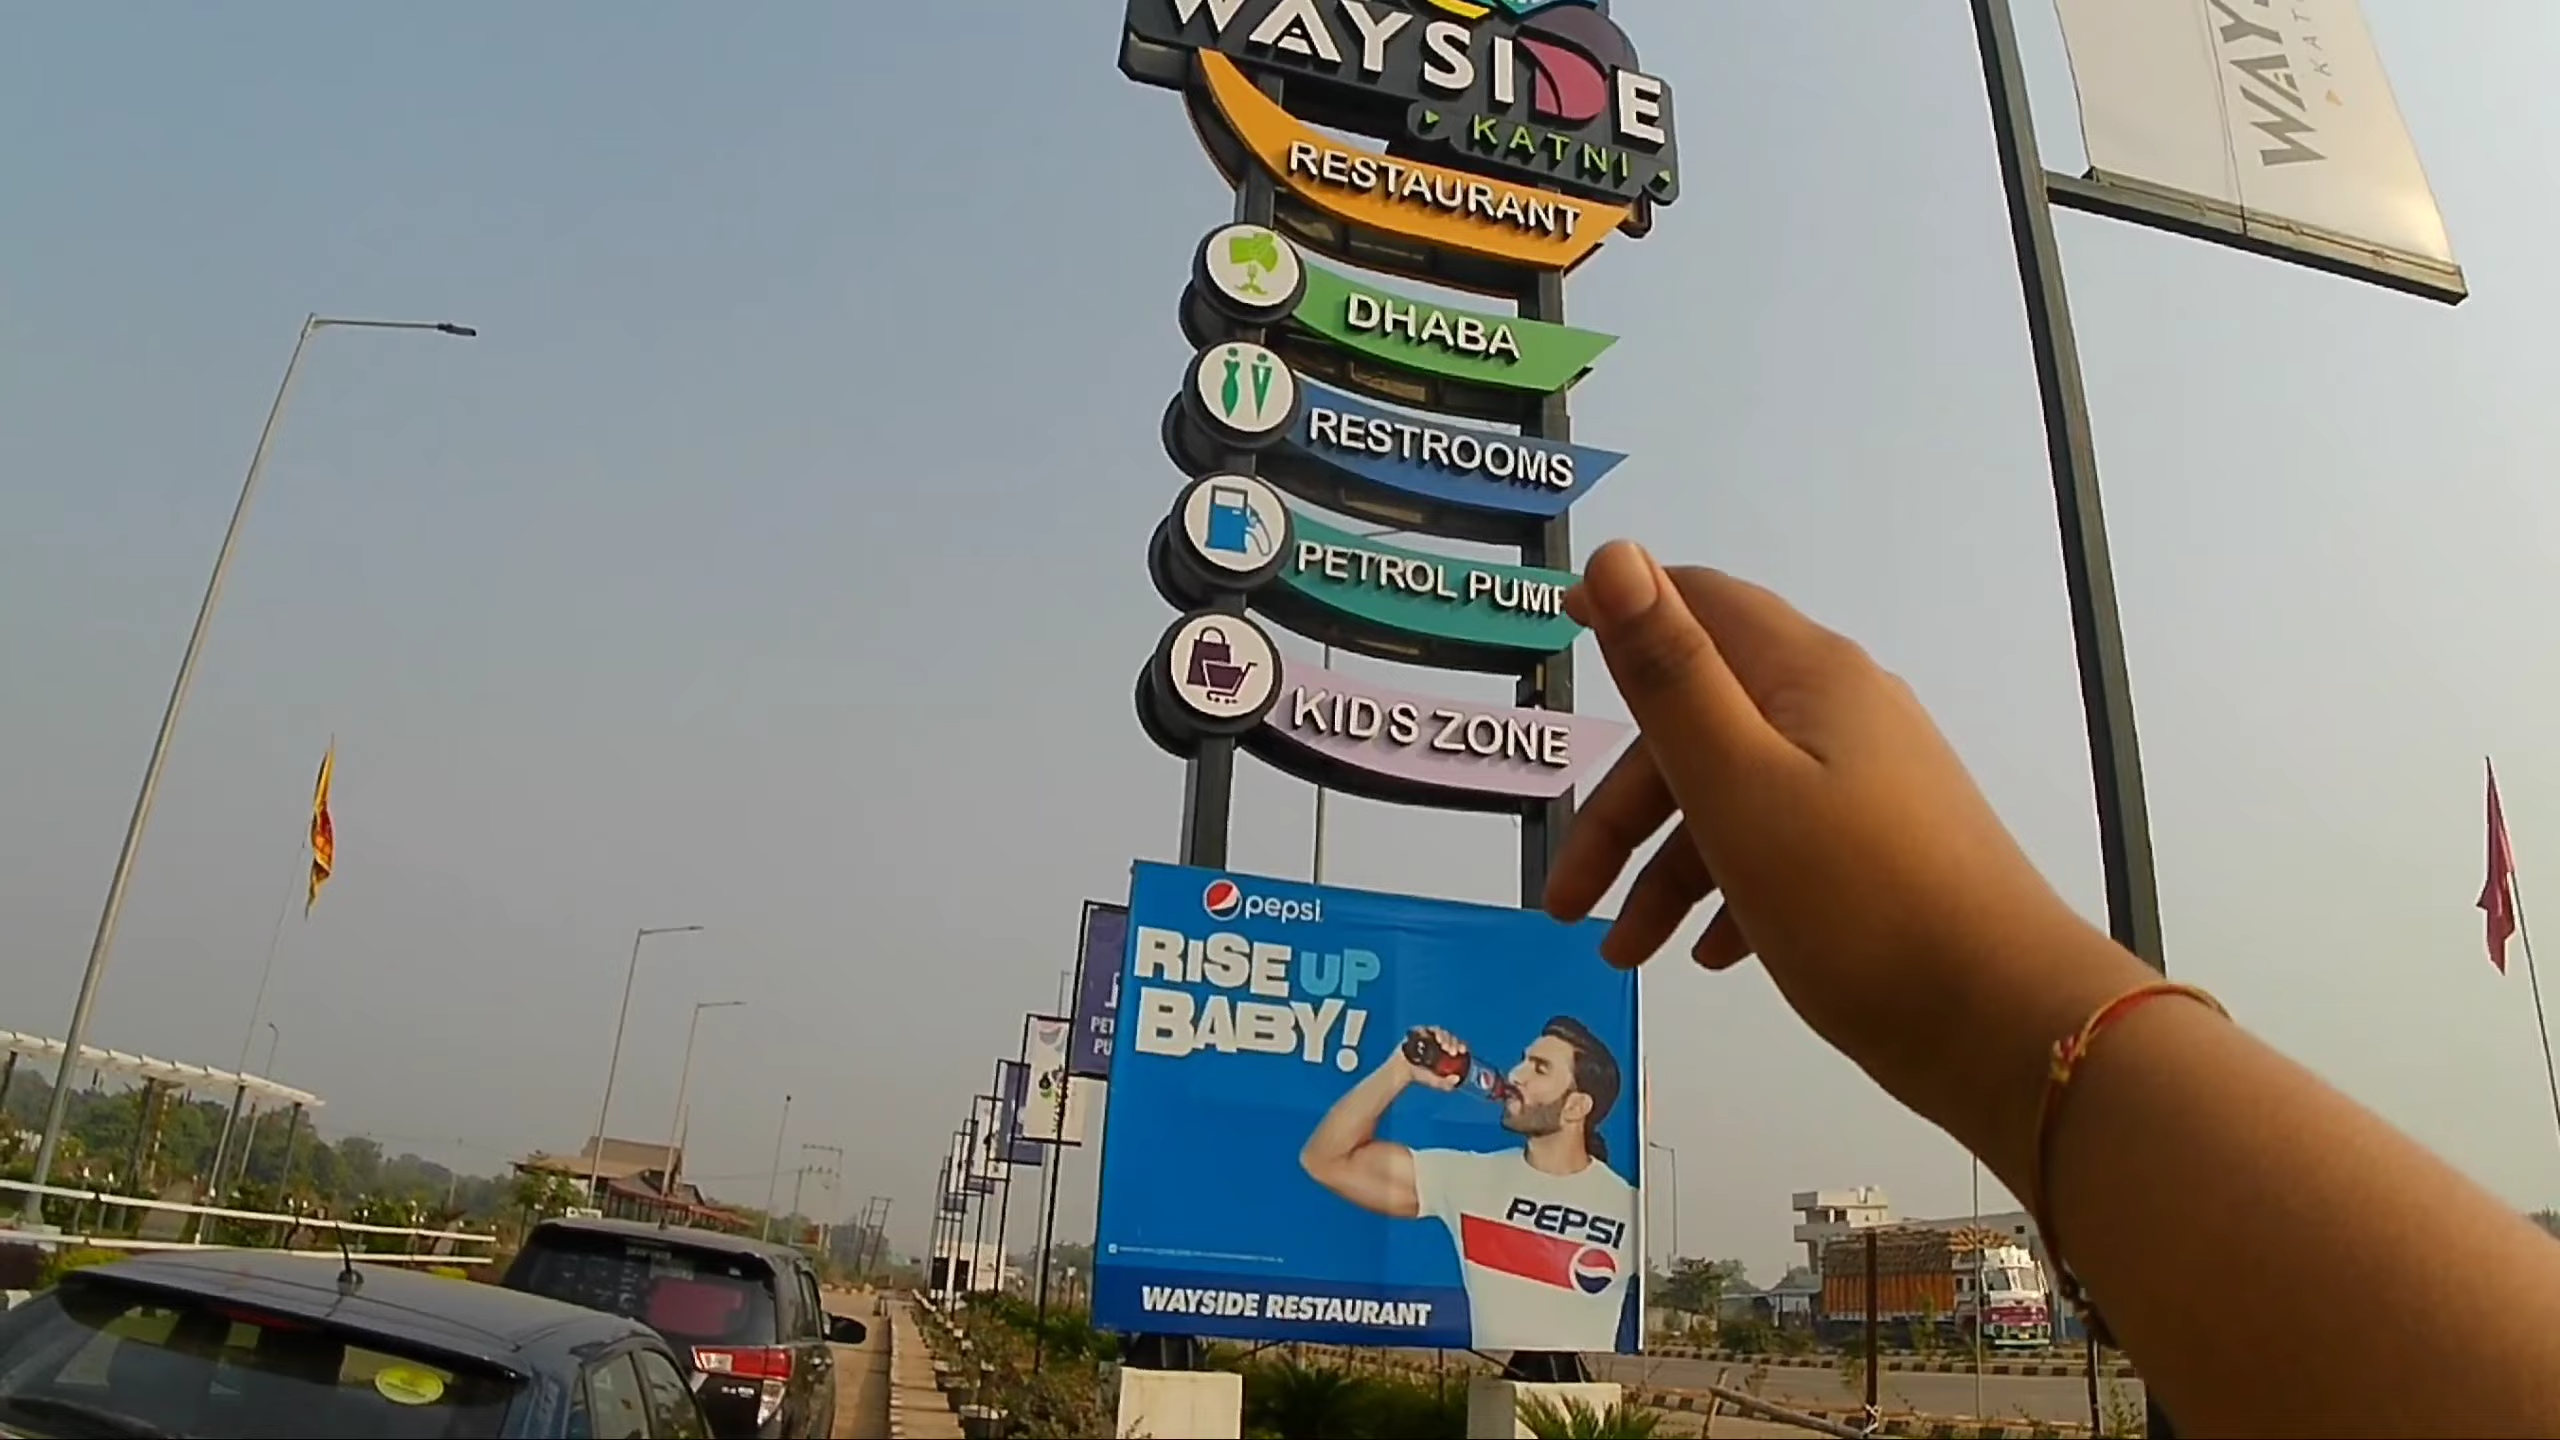 WAYSIDE
KATNI
RESTAURANT
DHABA
RESTROOMS
PETROL PUMP
KIDS ZONE
pepsi
RISE UP
BABY!
PEPSI
WAYSIDE RESTAURANT